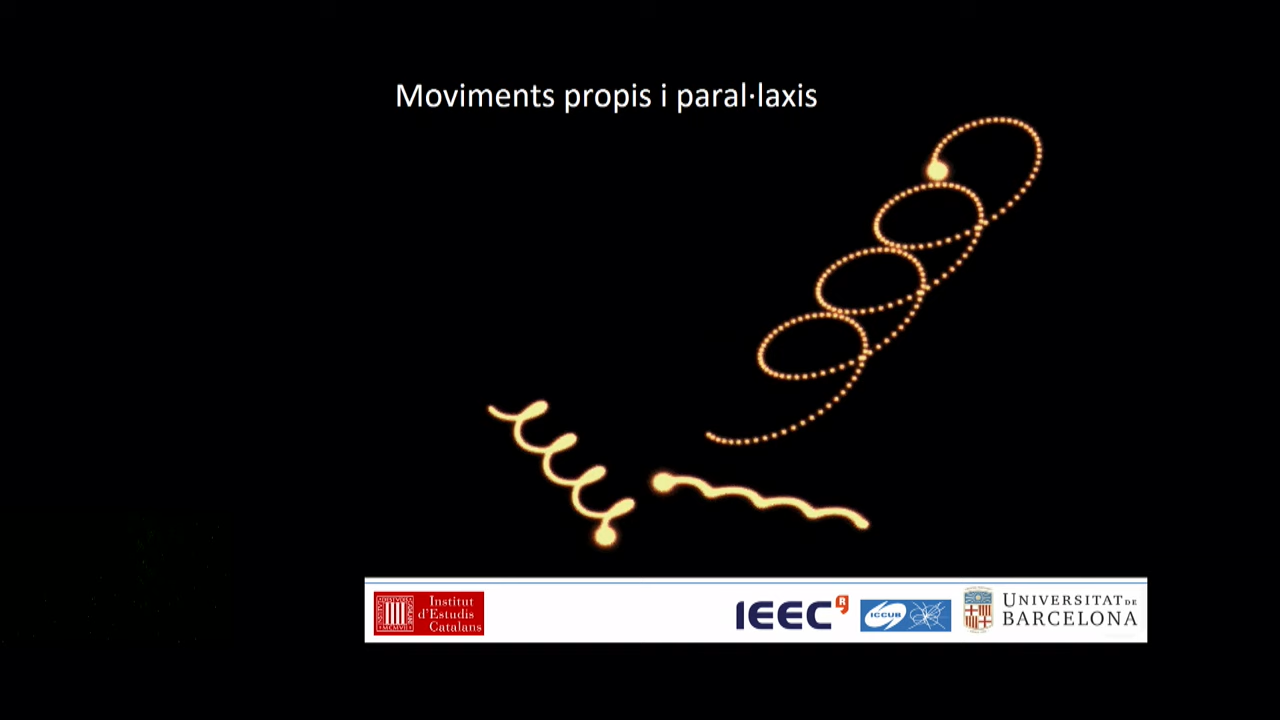 Moviments propis i paral·laxis
Institut
d'Estudis
Catalans
IEEC
R
ICCUB
UNIVERSITAT DE
BARCELONA